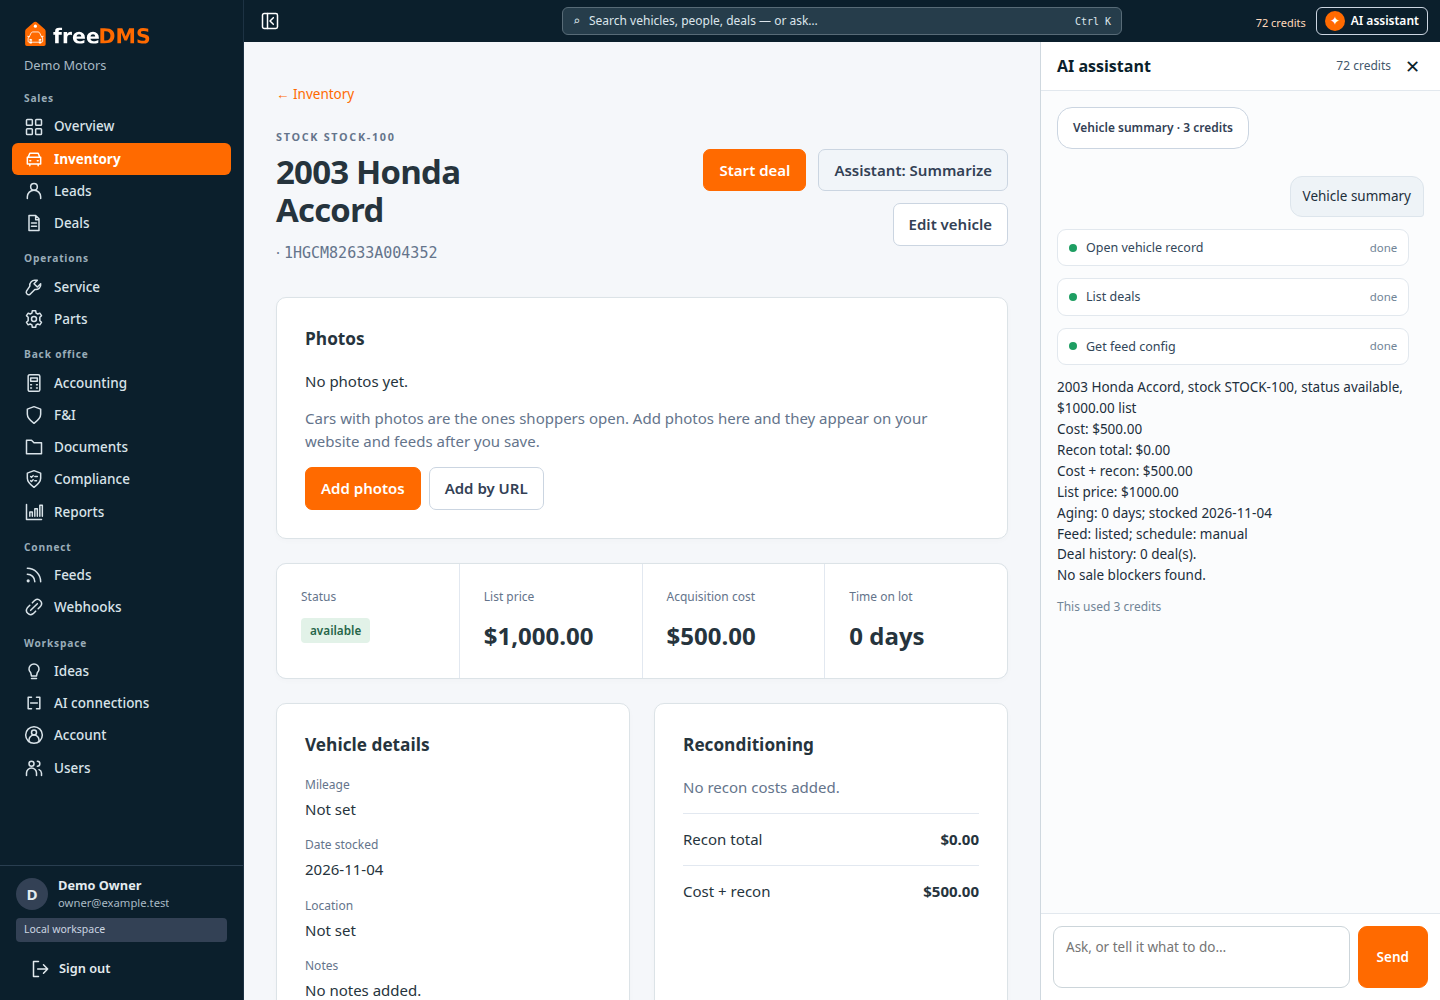 freeDMS
Demo Motors
Sales
Overview
Inventory
Leads
Deals
Operations
Service
Parts
Back office
Accounting
F&I
Documents
Compliance
Reports
Connect
Feeds
Webhooks
Workspace
Ideas
AI connections
Account
Users
D
Demo Owner
owner@example.test
Local workspace
Sign out
Search vehicles, people, deals — or ask...
Ctrl K
72 credits
AI assistant
← Inventory
STOCK STOCK-100
2003 Honda
Accord
· 1HGCM82633A004352
Start deal
Assistant: Summarize
Edit vehicle
Photos
No photos yet.
Cars with photos are the ones shoppers open. Add photos here and they appear on your
website and feeds after you save.
Add photos
Add by URL
Status
available
List price
$1,000.00
Acquisition cost
$500.00
Time on lot
0 days
Vehicle details
Mileage
Not set
Date stocked
2026-11-04
Location
Not set
Notes
No notes added.
Reconditioning
No recon costs added.
Recon total $0.00
Cost + recon $500.00
AI assistant
72 credits
Vehicle summary · 3 credits
Vehicle summary
Open vehicle record done
List deals done
Get feed config done
2003 Honda Accord, stock STOCK-100, status available,
$1000.00 list
Cost: $500.00
Recon total: $0.00
Cost + recon: $500.00
List price: $1000.00
Aging: 0 days; stocked 2026-11-04
Feed: listed; schedule: manual
Deal history: 0 deal(s).
No sale blockers found.
This used 3 credits
Ask, or tell it what to do...
Send